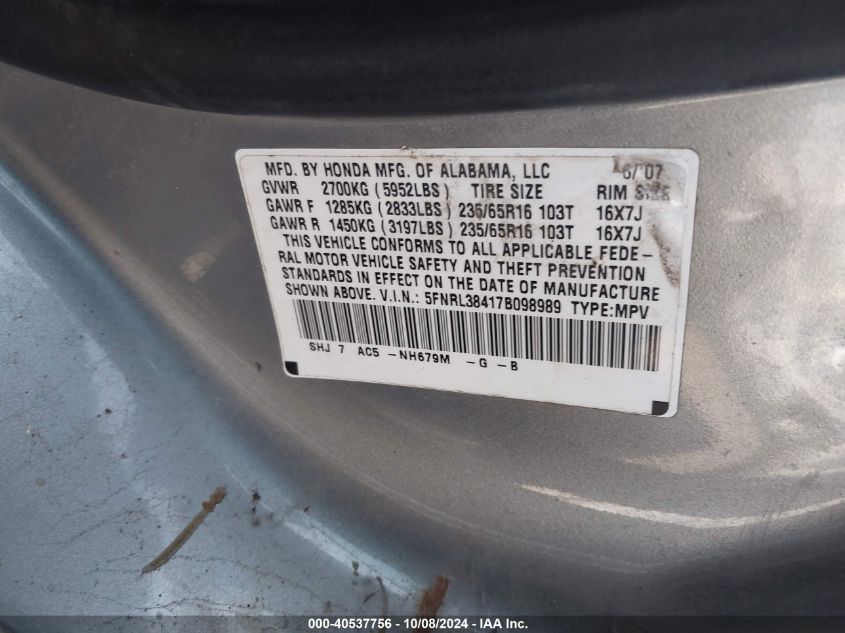 MFD. BY HONDA MFG. OF ALABAMA, LLC 6/ 07
GVWR 2700KG (5952LBS) TIRE SIZE RIM SIZE
GAWR F 1285KG (2833LBS) 235/65R16 103T 16X7J
GAWR R 1450KG (3197LBS) 235/65R16 103T 16X7J
THIS VEHICLE CONFORMS TO ALL APPLICABLE FEDE-
RAL MOTOR VEHICLE SAFETY AND THEFT PREVENTION
STANDARDS IN EFFECT ON THE DATE OF MANUFACTURE
SHOWN ABOVE. V.I.N.: 5FNRL38417B098989 TYPE:MPV
SHJ 7 AC5 -NH679M -G -B
000-40537756 - 10/08/2024 - IAA Inc.